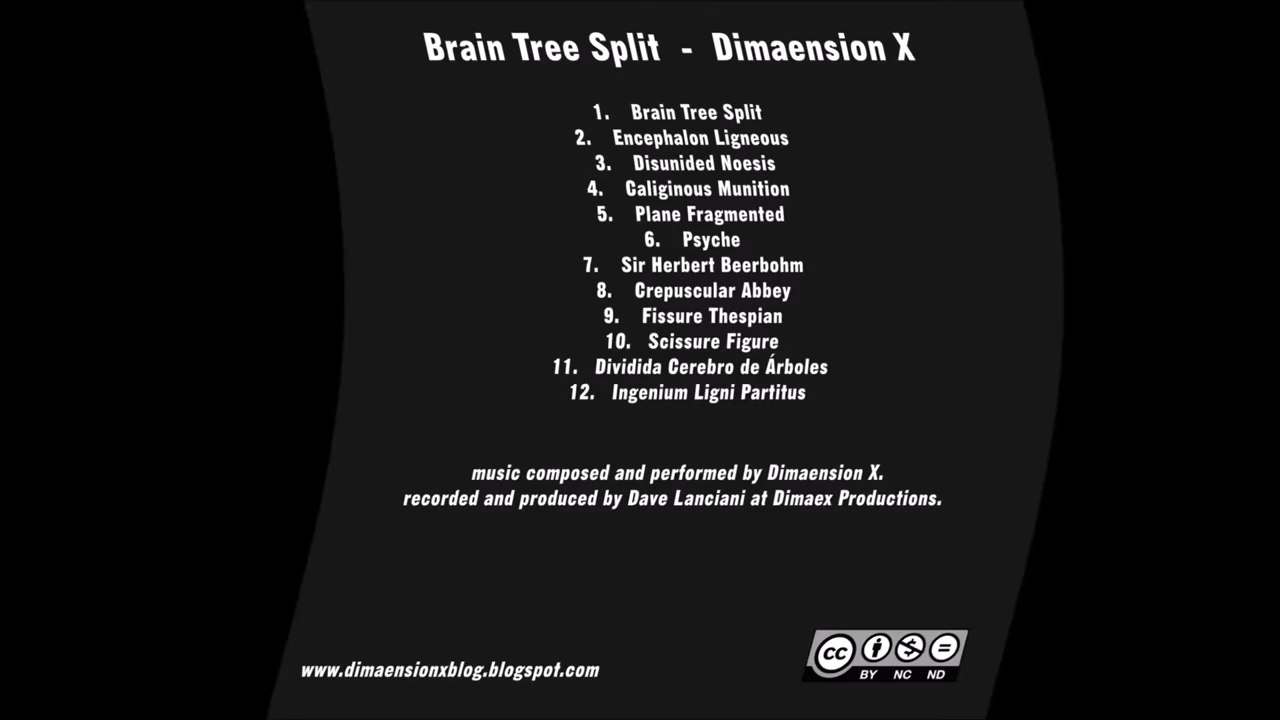 Brain Tree Split - Dimaension X
1. Brain Tree Split
2. Encephalon Ligneous
3. Disunided Noesis
4. Caliginous Munition
5. Plane Fragmented
6. Psyche
7. Sir Herbert Beerbohm
8. Crepuscular Abbey
9. Fissure Thespian
10. Scissure Figure
11. Dividida Cerebro de Árboles
12. Ingenium Ligni Partitus
music composed and performed by Dimaension X.
recorded and produced by Dave Lanciani at Dimaex Productions.
www.dimaensionxblog.blogspot.com
CC
BY NC ND